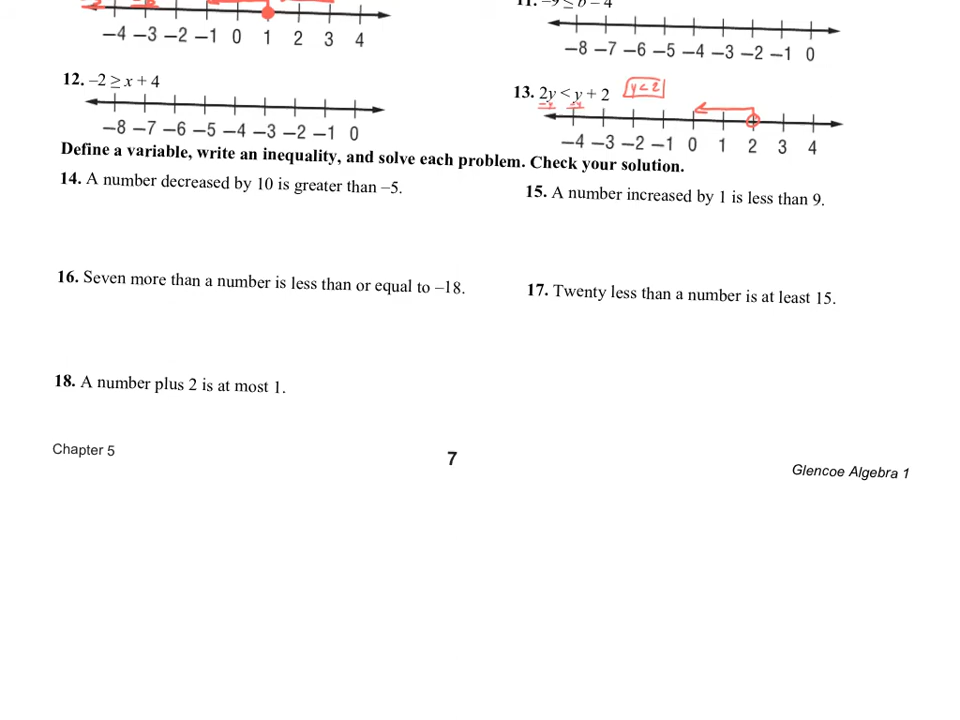 −4 −3 −2 −1 0 1 2 3 4
−8 −7 −6 −5 −4 −3 −2 −1 0
12. −2 ≥ x + 4
−8 −7 −6 −5 −4 −3 −2 −1 0
13. 2y < y + 2 y < 2
-y -y
−4 −3 −2 −1 0 1 2 3 4
Define a variable, write an inequality, and solve each problem. Check your solution.
14. A number decreased by 10 is greater than −5.
15. A number increased by 1 is less than 9.
16. Seven more than a number is less than or equal to −18.
17. Twenty less than a number is at least 15.
18. A number plus 2 is at most 1.
Chapter 5
7
Glencoe Algebra 1